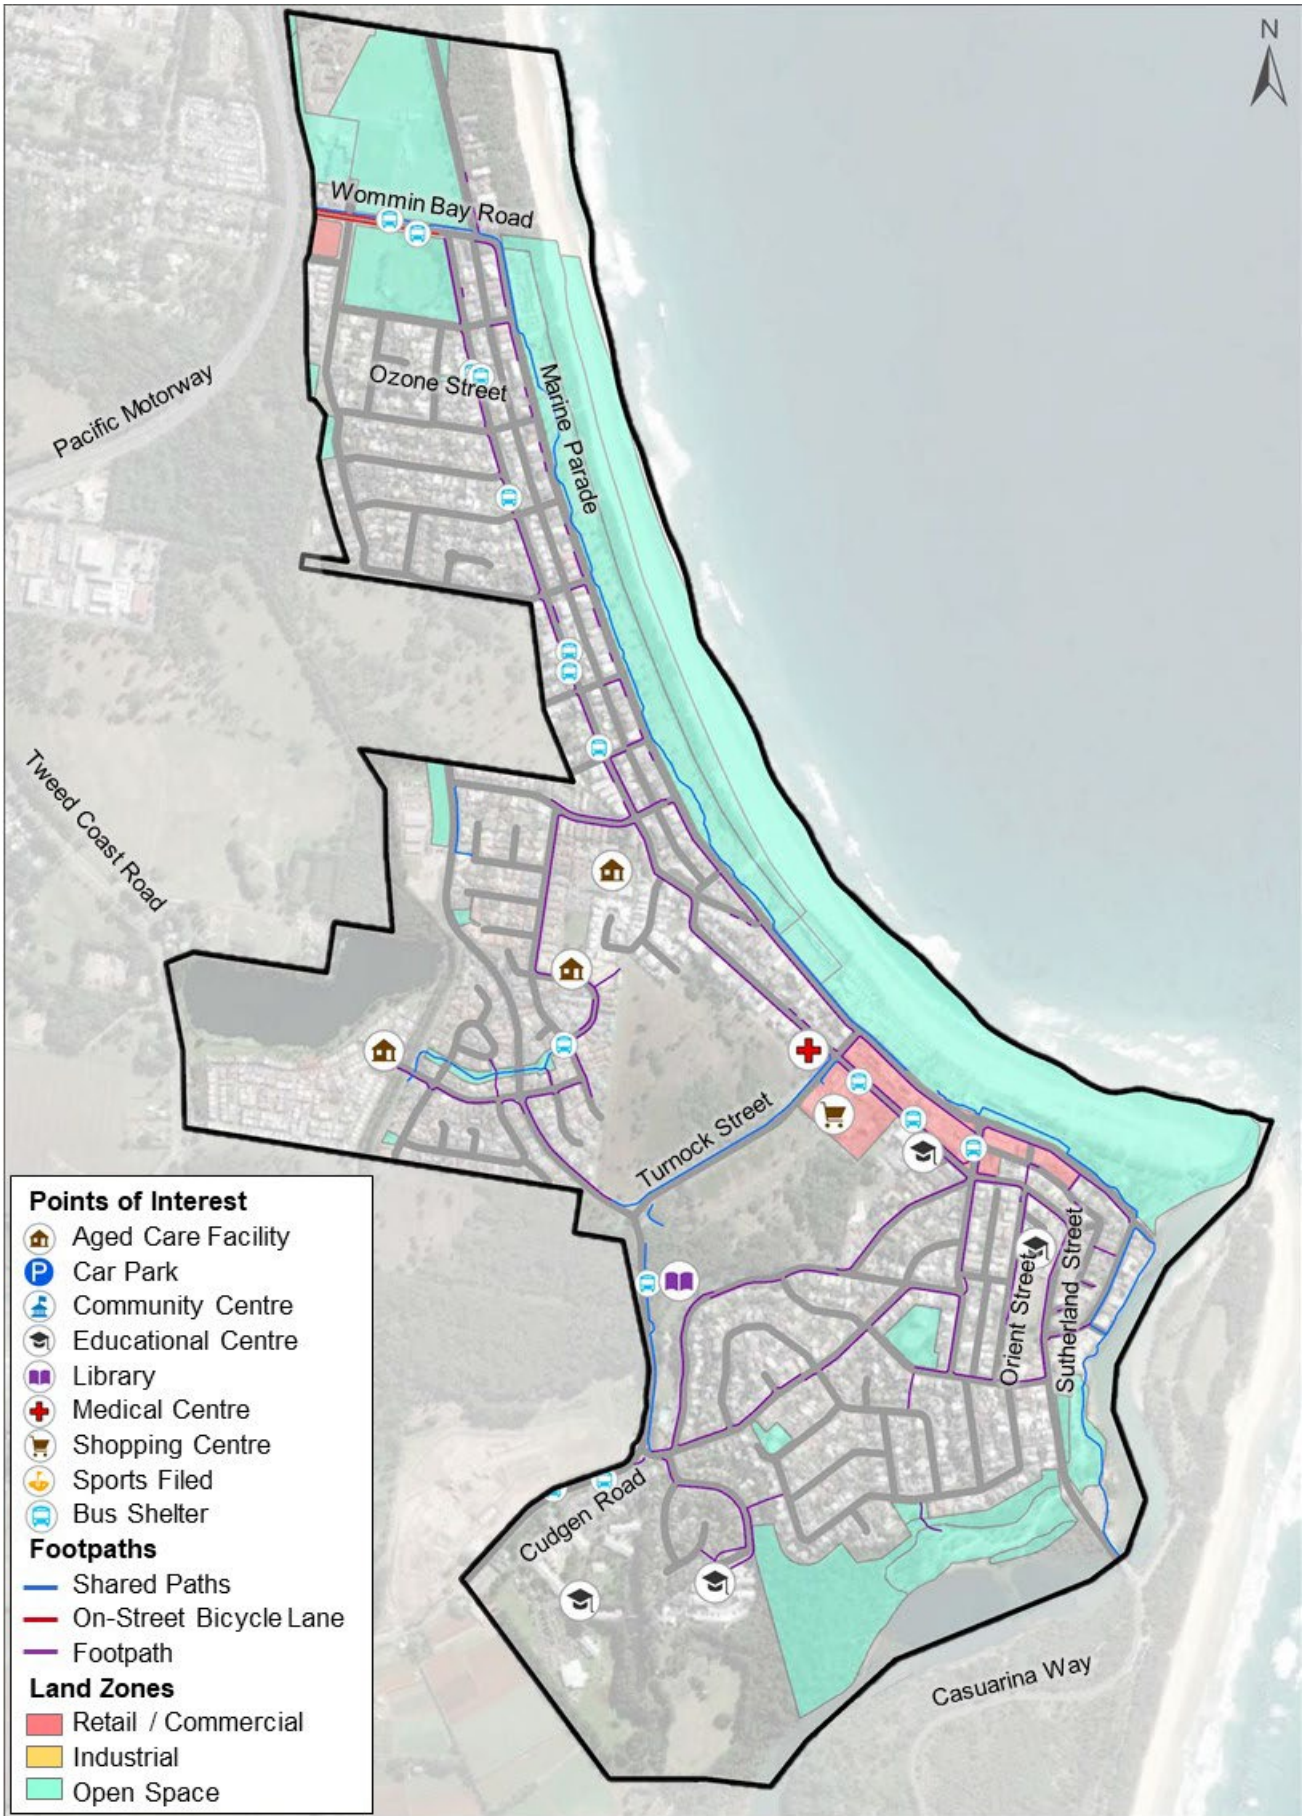 N
Wommin Bay Road
Ozone Street
Marine Parade
Pacific Motorway
Tweed Coast Road
Turnock Street
Orient Street
Sutherland Street
Cudgen Road
Casuarina Way
Points of Interest
Aged Care Facility
P Car Park
Community Centre
Educational Centre
Library
Medical Centre
Shopping Centre
Sports Filed
Bus Shelter
Footpaths
Shared Paths
On-Street Bicycle Lane
Footpath
Land Zones
Retail / Commercial
Industrial
Open Space